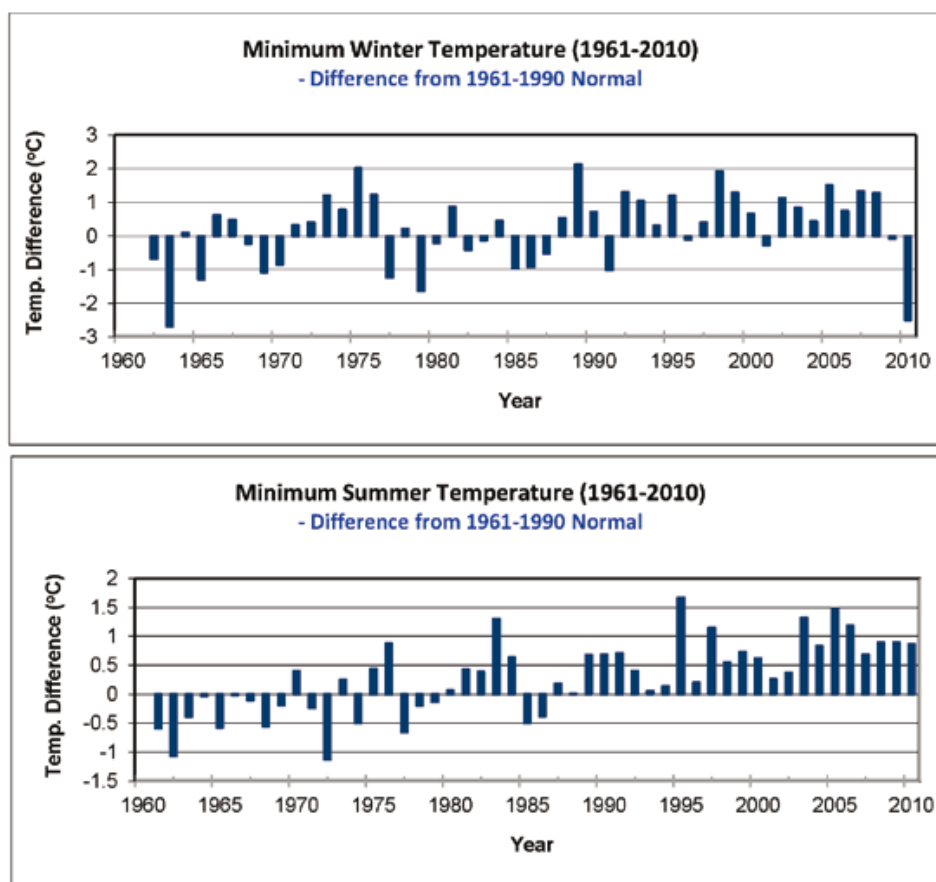 Minimum Winter Temperature (1961-2010)
- Difference from 1961-1990 Normal
Temp. Difference (ºC)
3
2
1
0
-1
-2
-3
1960 1965 1970 1975 1980 1985 1990 1995 2000 2005 2010
Year
Minimum Summer Temperature (1961-2010)
- Difference from 1961-1990 Normal
Temp. Difference (ºC)
2
1.5
1
0.5
0
-0.5
-1
-1.5
1960 1965 1970 1975 1980 1985 1990 1995 2000 2005 2010
Year